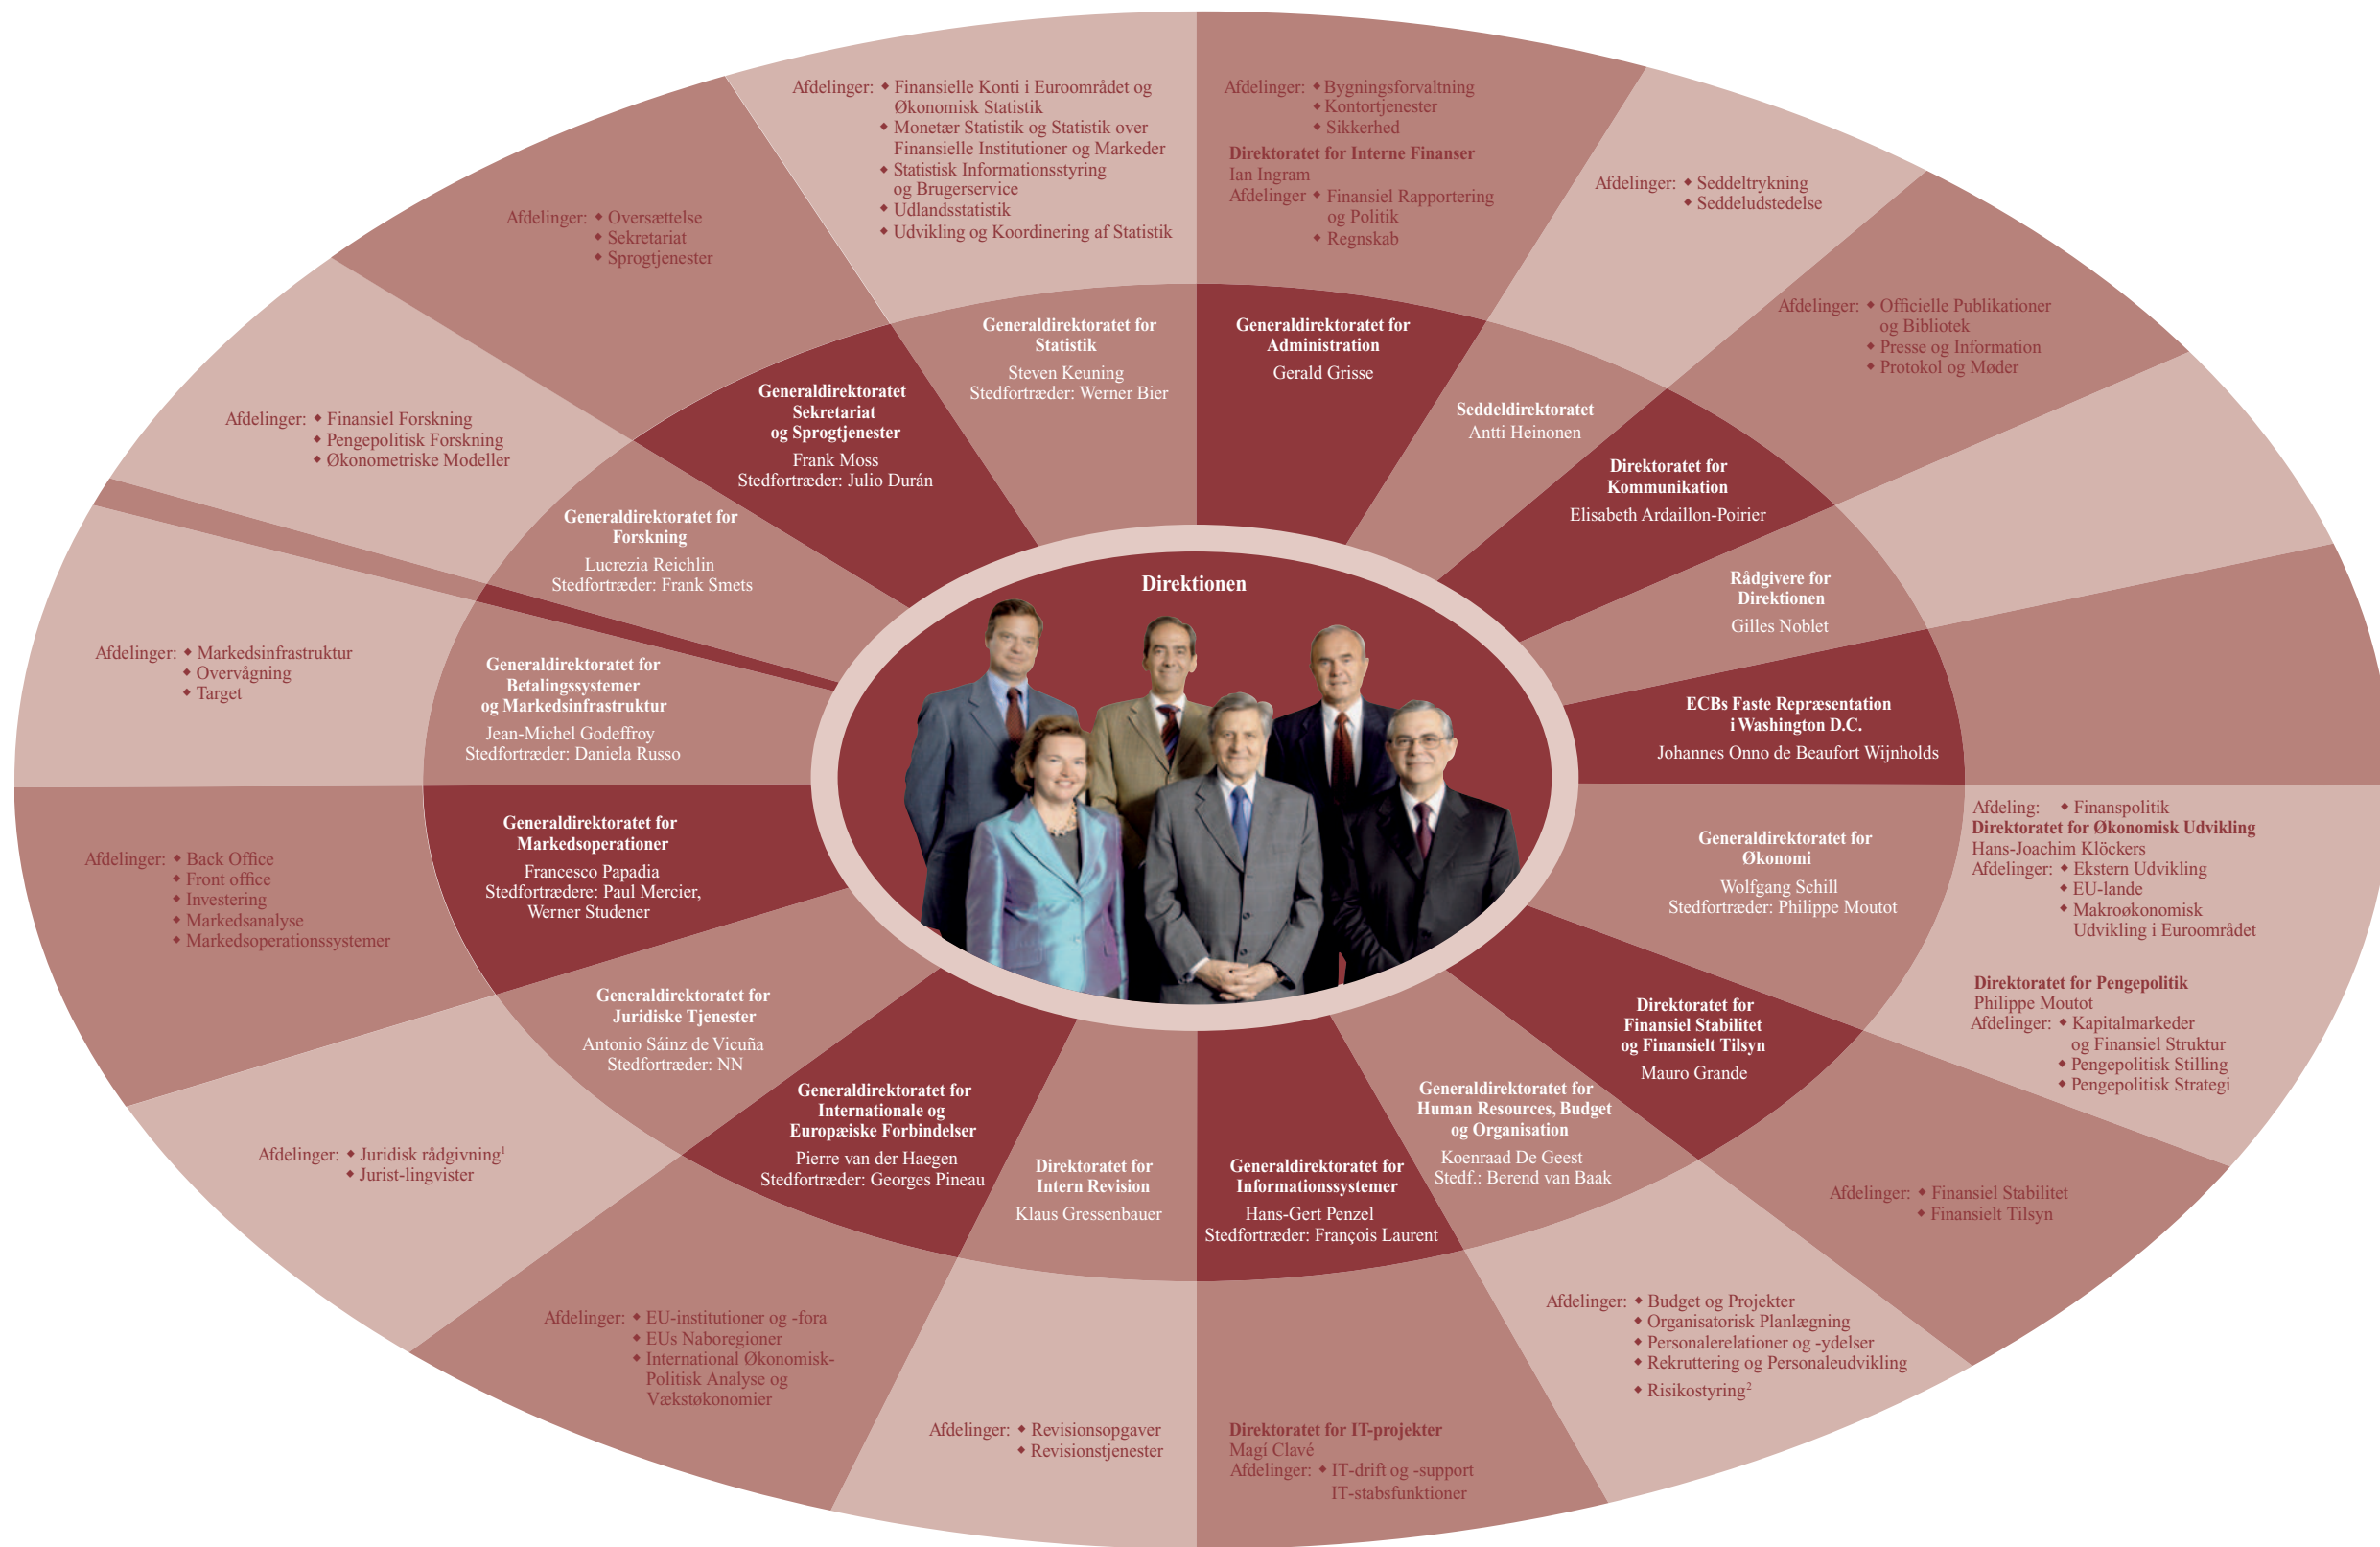 Direktionen
Afdelinger: ◆ Finansielle Konti i Euroområdet og
Økonomisk Statistik
◆ Monetær Statistik og Statistik over
Finansielle Institutioner og Markeder
◆ Statistisk Informationsstyring
og Brugerservice
◆ Udlandsstatistik
◆ Udvikling og Koordinering af Statistik
Generaldirektoratet for
Statistik
Steven Keuning
Stedfortræder: Werner Bier
Afdelinger: ◆ Bygningsforvaltning
◆ Kontortjenester
◆ Sikkerhed
Direktoratet for Interne Finanser
Ian Ingram
Afdelinger ◆ Finansiel Rapportering
og Politik
◆ Regnskab
Generaldirektoratet for
Administration
Gerald Grisse
Afdelinger: ◆ Seddeltrykning
◆ Seddeludstedelse
Seddeldirektoratet
Antti Heinonen
Afdelinger: ◆ Officielle Publikationer
og Bibliotek
◆ Presse og Information
◆ Protokol og Møder
Direktoratet for
Kommunikation
Elisabeth Ardaillon-Poirier
Rådgivere for
Direktionen
Gilles Noblet
ECBs Faste Repræsentation
i Washington D.C.
Johannes Onno de Beaufort Wijnholds
Generaldirektoratet for
Økonomi
Wolfgang Schill
Stedfortræder: Philippe Moutot
Afdeling: ◆ Finanspolitik
Direktoratet for Økonomisk Udvikling
Hans-Joachim Klöckers
Afdelinger: ◆ Ekstern Udvikling
◆ EU-lande
◆ Makroøkonomisk
Udvikling i Euroområdet
Direktoratet for Pengepolitik
Philippe Moutot
Afdelinger: ◆ Kapitalmarkeder
og Finansiel Struktur
◆ Pengepolitisk Stilling
◆ Pengepolitisk Strategi
Direktoratet for
Finansiel Stabilitet
og Finansielt Tilsyn
Mauro Grande
Afdelinger: ◆ Finansiel Stabilitet
◆ Finansielt Tilsyn
Generaldirektoratet for
Human Resources, Budget
og Organisation
Koenraad De Geest
Stedf.: Berend van Baak
Afdelinger: ◆ Budget og Projekter
◆ Organisatorisk Planlægning
◆ Personalerelationer og -ydelser
◆ Rekruttering og Personaleudvikling
◆ Risikostyring²
Generaldirektoratet for
Informationssystemer
Hans-Gert Penzel
Stedfortræder: François Laurent
Direktoratet for IT-projekter
Magí Clavé
Afdelinger: ◆ IT-drift og -support
IT-stabsfunktioner
Direktoratet for
Intern Revision
Klaus Gressenbauer
Afdelinger: ◆ Revisionsopgaver
◆ Revisionstjenester
Generaldirektoratet for
Internationale og
Europæiske Forbindelser
Pierre van der Haegen
Stedfortræder: Georges Pineau
Afdelinger: ◆ EU-institutioner og -fora
◆ EUs Naboregioner
◆ International Økonomisk-
Politisk Analyse og
Vækstøkonomier
Generaldirektoratet for
Juridiske Tjenester
Antonio Sáinz de Vicuña
Stedfortræder: NN
Afdelinger: ◆ Juridisk rådgivning¹
◆ Jurist-lingvister
Generaldirektoratet for
Markedsoperationer
Francesco Papadia
Stedfortrædere: Paul Mercier,
Werner Studener
Afdelinger: ◆ Back Office
◆ Front office
◆ Investering
◆ Markedsanalyse
◆ Markedsoperationssystemer
Generaldirektoratet for
Betalingssystemer
og Markedsinfrastruktur
Jean-Michel Godeffroy
Stedfortræder: Daniela Russo
Afdelinger: ◆ Markedsinfrastruktur
◆ Overvågning
◆ Target
Generaldirektoratet for
Forskning
Lucrezia Reichlin
Stedfortræder: Frank Smets
Afdelinger: ◆ Finansiel Forskning
◆ Pengepolitisk Forskning
◆ Økonometriske Modeller
Generaldirektoratet
Sekretariat
og Sprogtjenester
Frank Moss
Stedfortræder: Julio Durán
Afdelinger: ◆ Oversættelse
◆ Sekretariat
◆ Sprogtjenester